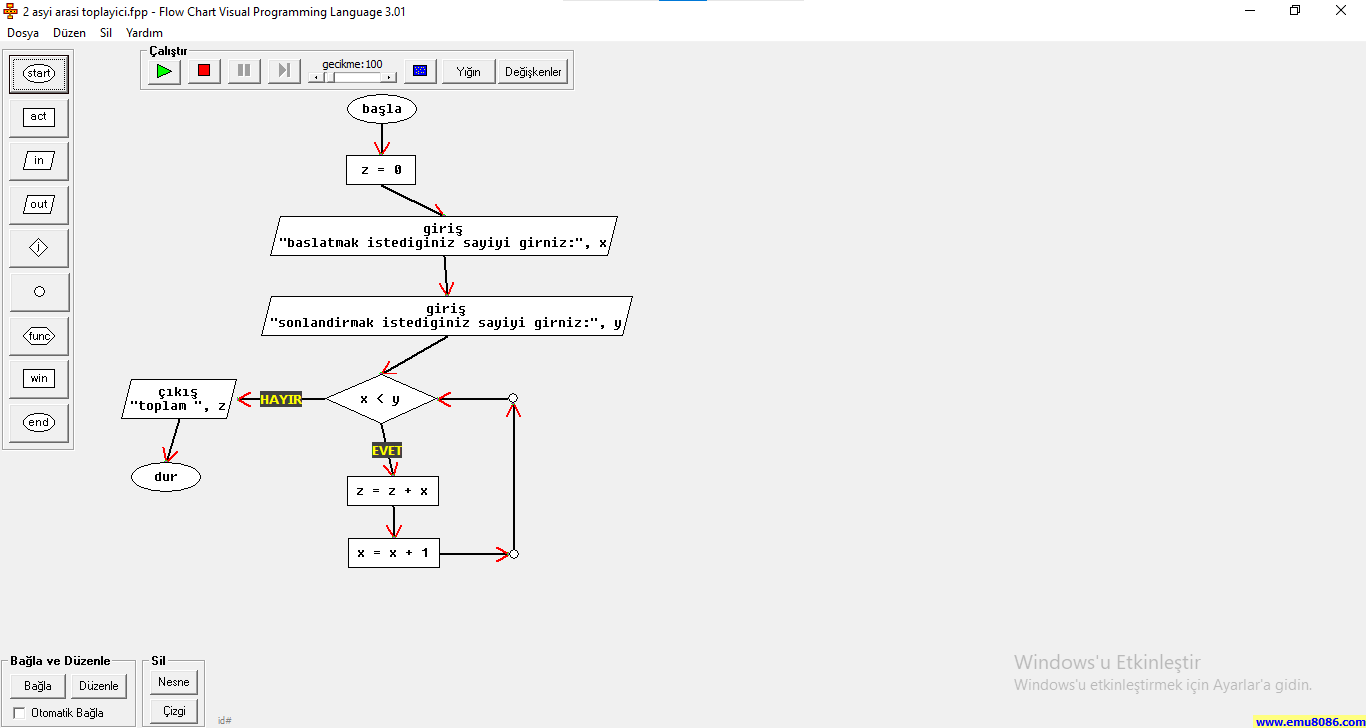 2 asyi arasi toplayici.fpp - Flow Chart Visual Programming Language 3.01
Dosya Düzen Sil Yardım
Çalıştır
gecikme:100
Yığın
Değişkenler
start
act
in
out
j
func
win
end
başla
z = 0
giriş
"baslatmak istediginiz sayiyi girniz:", x
giriş
"sonlandirmak istediginiz sayiyi girniz:", y
x < y
HAYIR
çıkış
"toplam ", z
dur
EVET
z = z + x
x = x + 1
Bağla ve Düzenle
Bağla
Düzenle
Otomatik Bağla
Sil
Nesne
Çizgi
id#
Windows'u Etkinleştir
Windows'u etkinleştirmek için Ayarlar'a gidin.
www.emu8086.com